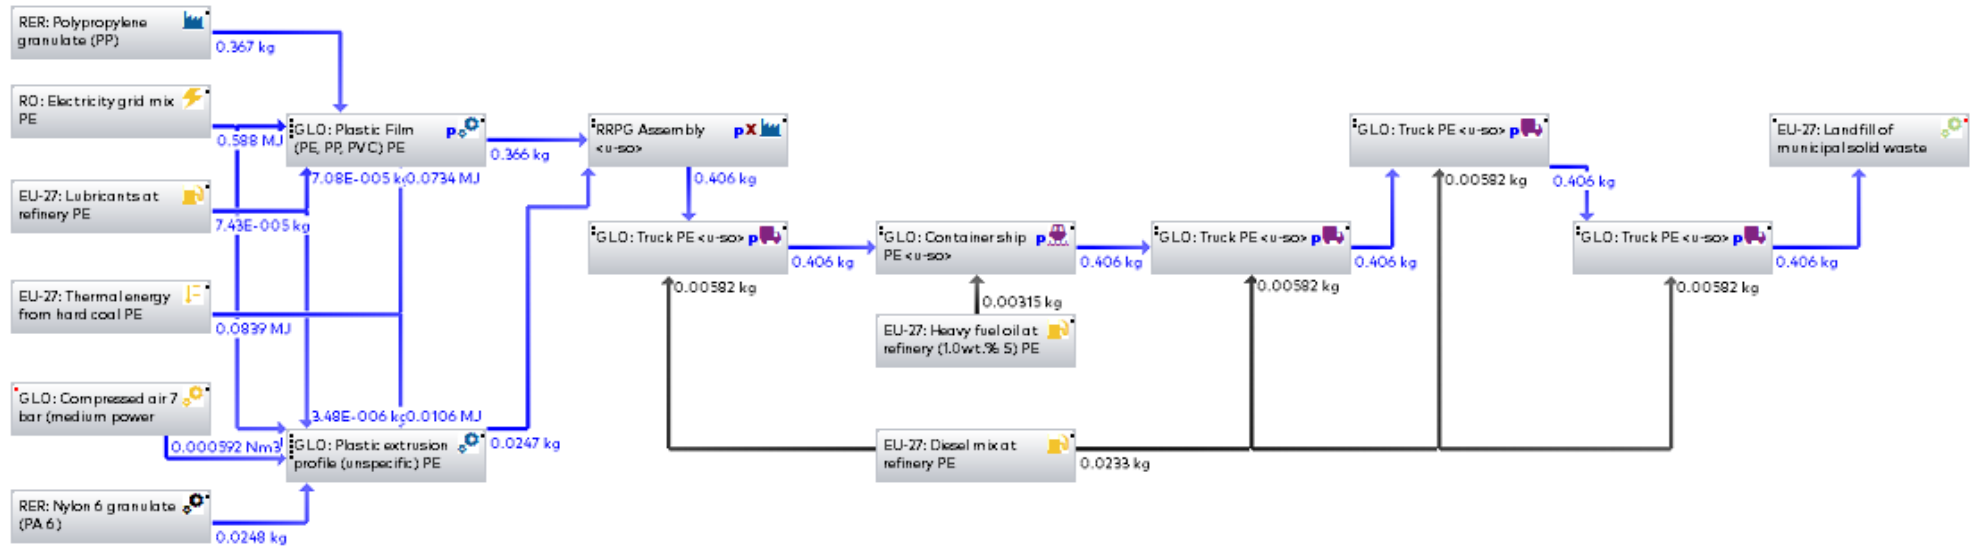 RER: Polypropylene
granulate (PP)
0.367 kg
RO: Electricity grid mix
PE
0.588 MJ
EU-27: Lubricants at
refinery PE
7.43E-005 kg
EU-27: Thermal energy
from hard coal PE
0.0839 MJ
GLO: Compressed air 7
bar (medium power
0.000592 Nm3
RER: Nylon 6 granulate
(PA 6)
0.0248 kg
GLO: Plastic Film
(PE, PP, PVC) PE
p
0.366 kg
7.08E-005 kg
0.0734 MJ
3.48E-006 kg
0.0106 MJ
GLO: Plastic extrusion
profile (unspecific) PE
0.0247 kg
RRPG Assembly
<u-so>
pX
0.406 kg
GLO: Truck PE <u-so> p
0.406 kg
0.00582 kg
GLO: Container ship
PE <u-so>
p
0.406 kg
0.00315 kg
EU-27: Heavy fuel oil at
refinery (1.0wt.% S) PE
EU-27: Diesel mix at
refinery PE
0.0233 kg
GLO: Truck PE <u-so> p
0.406 kg
0.00582 kg
GLO: Truck PE <u-so> p
0.00582 kg
0.406 kg
GLO: Truck PE <u-so> p
0.406 kg
0.00582 kg
EU-27: Landfill of
municipal solid waste